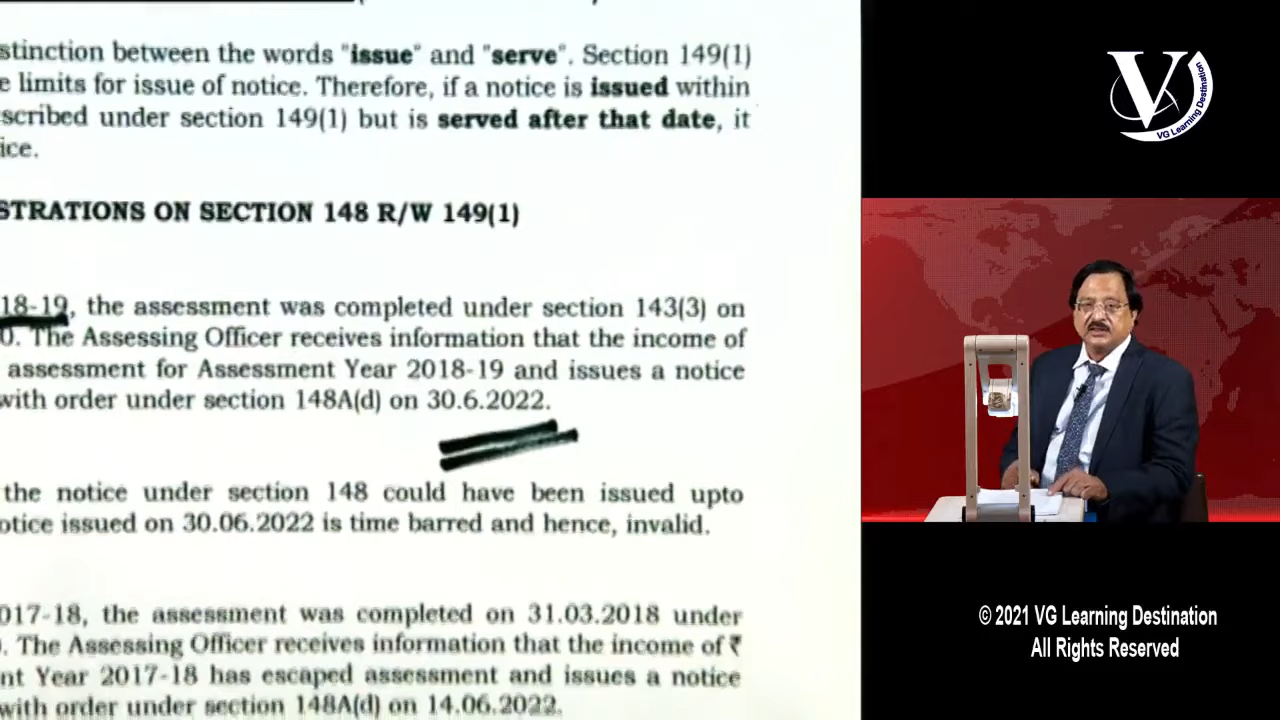 stinction between the words "issue" and "serve". Section 149(1)
e limits for issue of notice. Therefore, if a notice is issued within
scribed under section 149(1) but is served after that date, it
ice.
STRATIONS ON SECTION 148 R/W 149(1)
18-19, the assessment was completed under section 143(3) on
0. The Assessing Officer receives information that the income of
assessment for Assessment Year 2018-19 and issues a notice
with order under section 148A(d) on 30.6.2022.
the notice under section 148 could have been issued upto
otice issued on 30.06.2022 is time barred and hence, invalid.
017-18, the assessment was completed on 31.03.2018 under
). The Assessing Officer receives information that the income of ₹
nt Year 2017-18 has escaped assessment and issues a notice
with order under section 148A(d) on 14.06.2022.
V
VG Learning Destination
© 2021 VG Learning Destination
All Rights Reserved